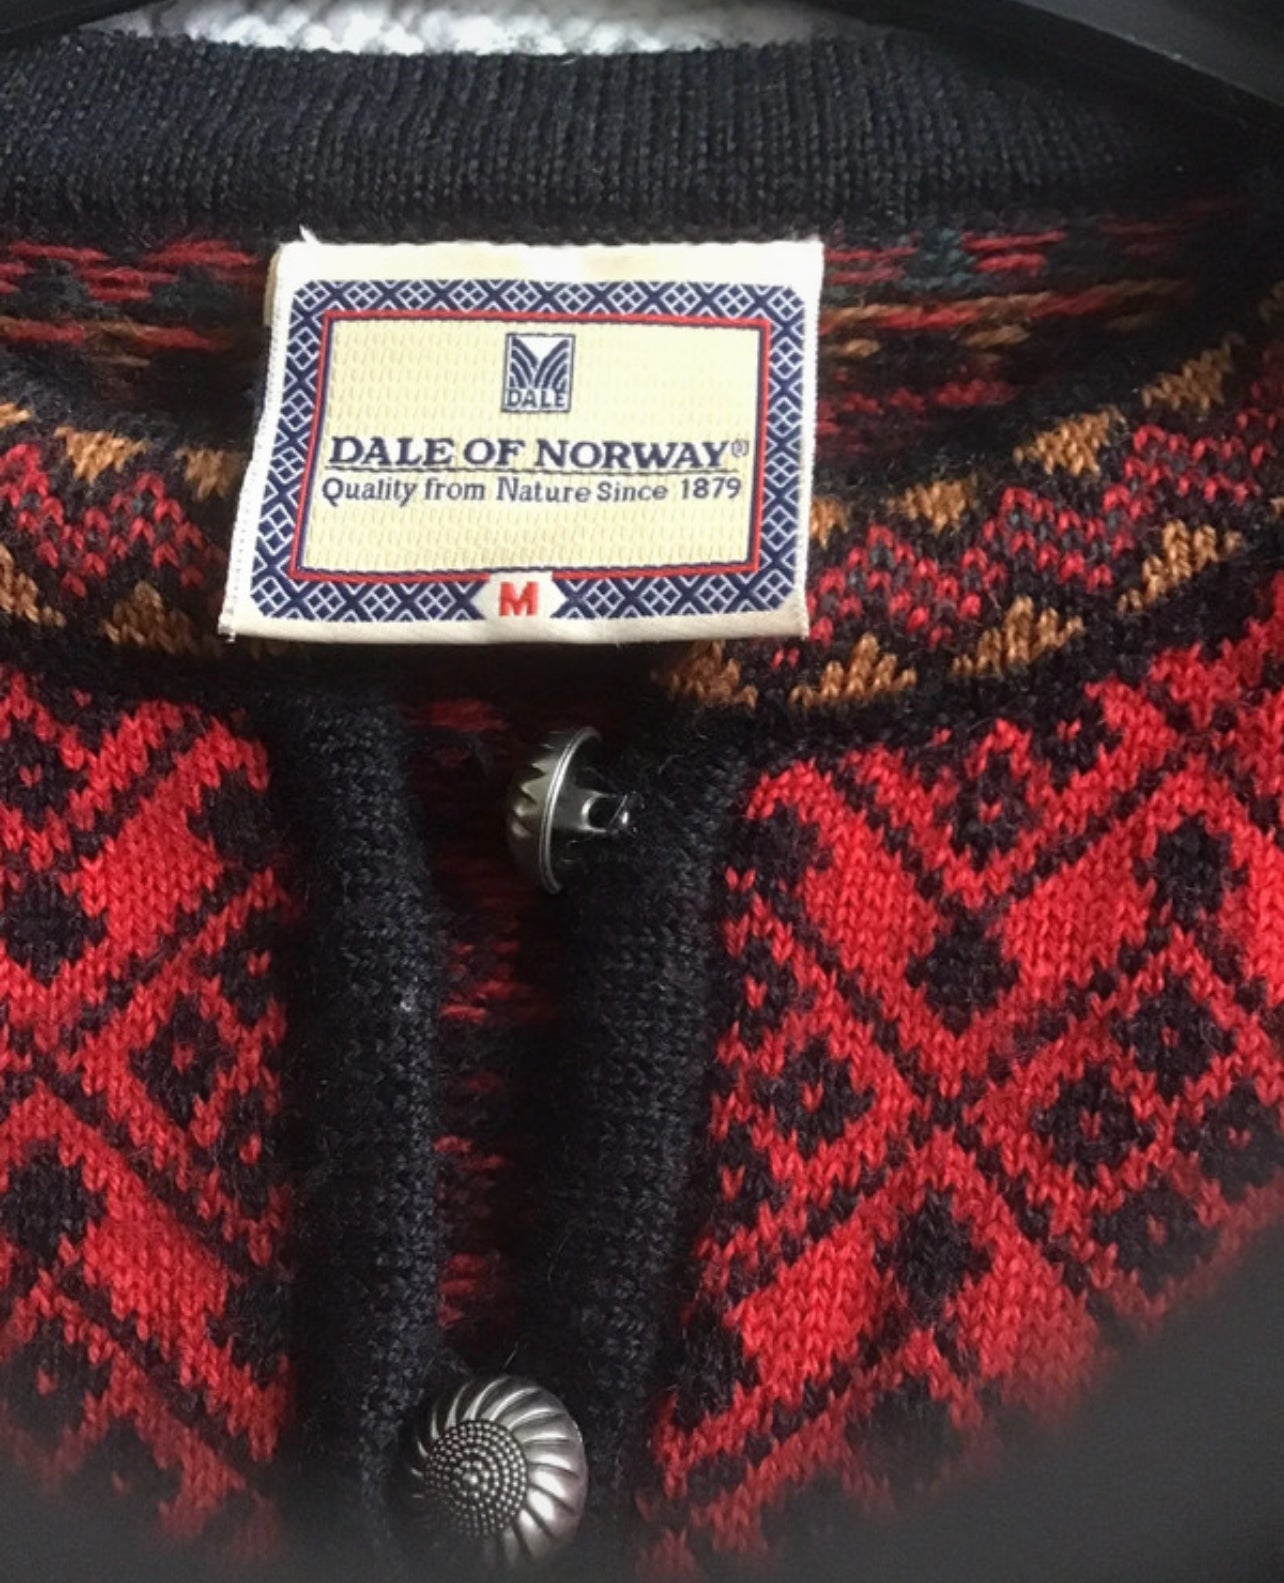 DALE
DALE OF NORWAY®
Quality from Nature Since 1879
M